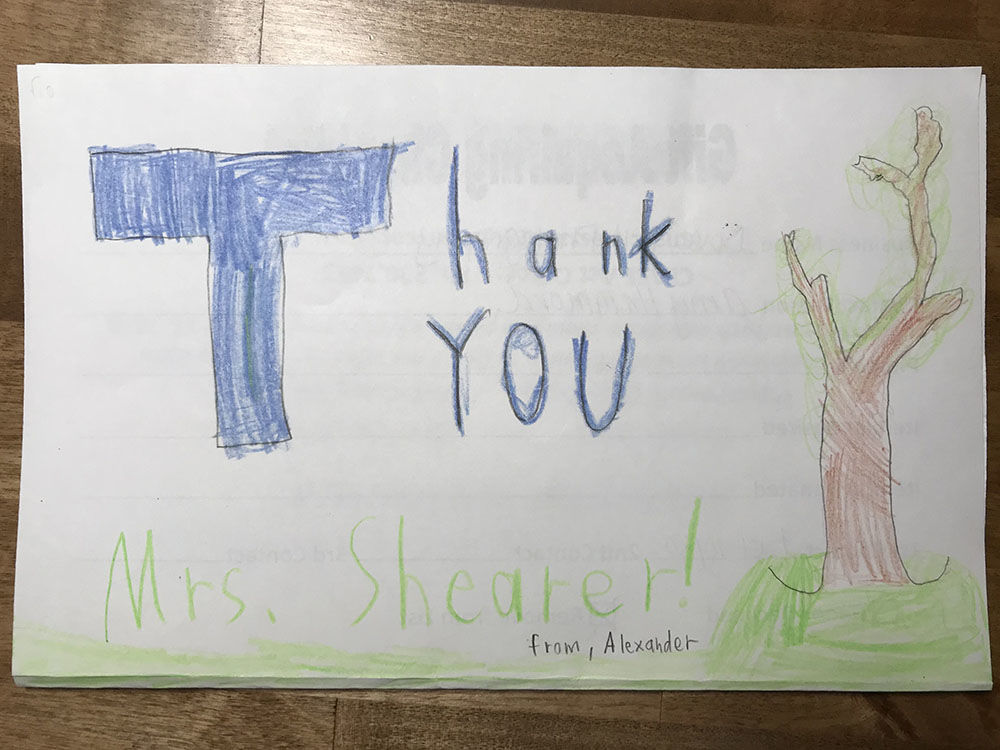 Thank
YOU
Mrs. Shearer!
from, Alexander